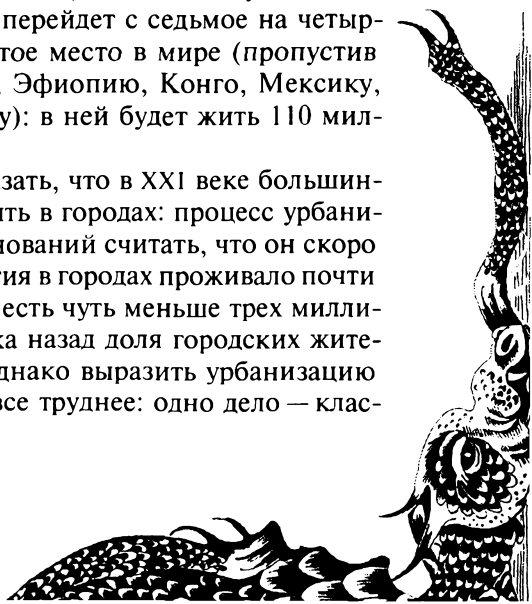 перейдет с седьмое на четыр-
тое место в мире (пропустив
Эфиопию, Конго, Мексику,
у): в ней будет жить 110 мил-
зать, что в XXI веке большин-
ить в городах: процесс урбани-
нований считать, что он скоро
тия в городах проживало почти
есть чуть меньше трех милли-
ка назад доля городских жите-
днако выразить урбанизацию
все труднее: одно дело — клас-